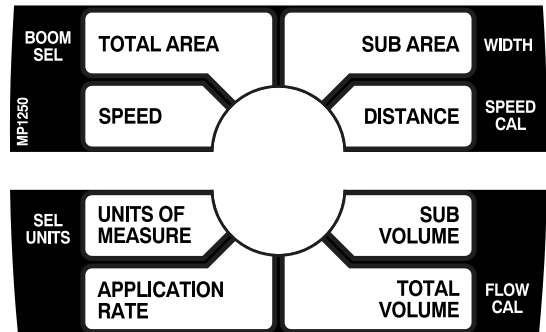 BOOM
SEL
TOTAL AREA
SUB AREA
WIDTH
MP1250
SPEED
DISTANCE
SPEED
CAL
SEL
UNITS
UNITS OF
MEASURE
SUB
VOLUME
APPLICATION
RATE
TOTAL
VOLUME
FLOW
CAL